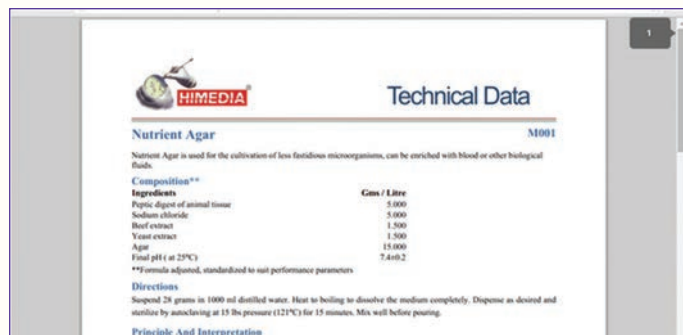 1
HIMEDIA®
Technical Data
Nutrient Agar M001
Nutrient Agar is used for the cultivation of less fastidious microorganisms, can be enriched with blood or other biological
fluids.
Composition**
Ingredients Gms / Litre
Peptic digest of animal tissue 5.000
Sodium chloride 5.000
Beef extract 1.500
Yeast extract 1.500
Agar 15.000
Final pH ( at 25°C) 7.4±0.2
**Formula adjusted, standardized to suit performance parameters
Directions
Suspend 28 grams in 1000 ml distilled water. Heat to boiling to dissolve the medium completely. Dispense as desired and
sterilize by autoclaving at 15 lbs pressure (121°C) for 15 minutes. Mix well before pouring.
Principle And Interpretation